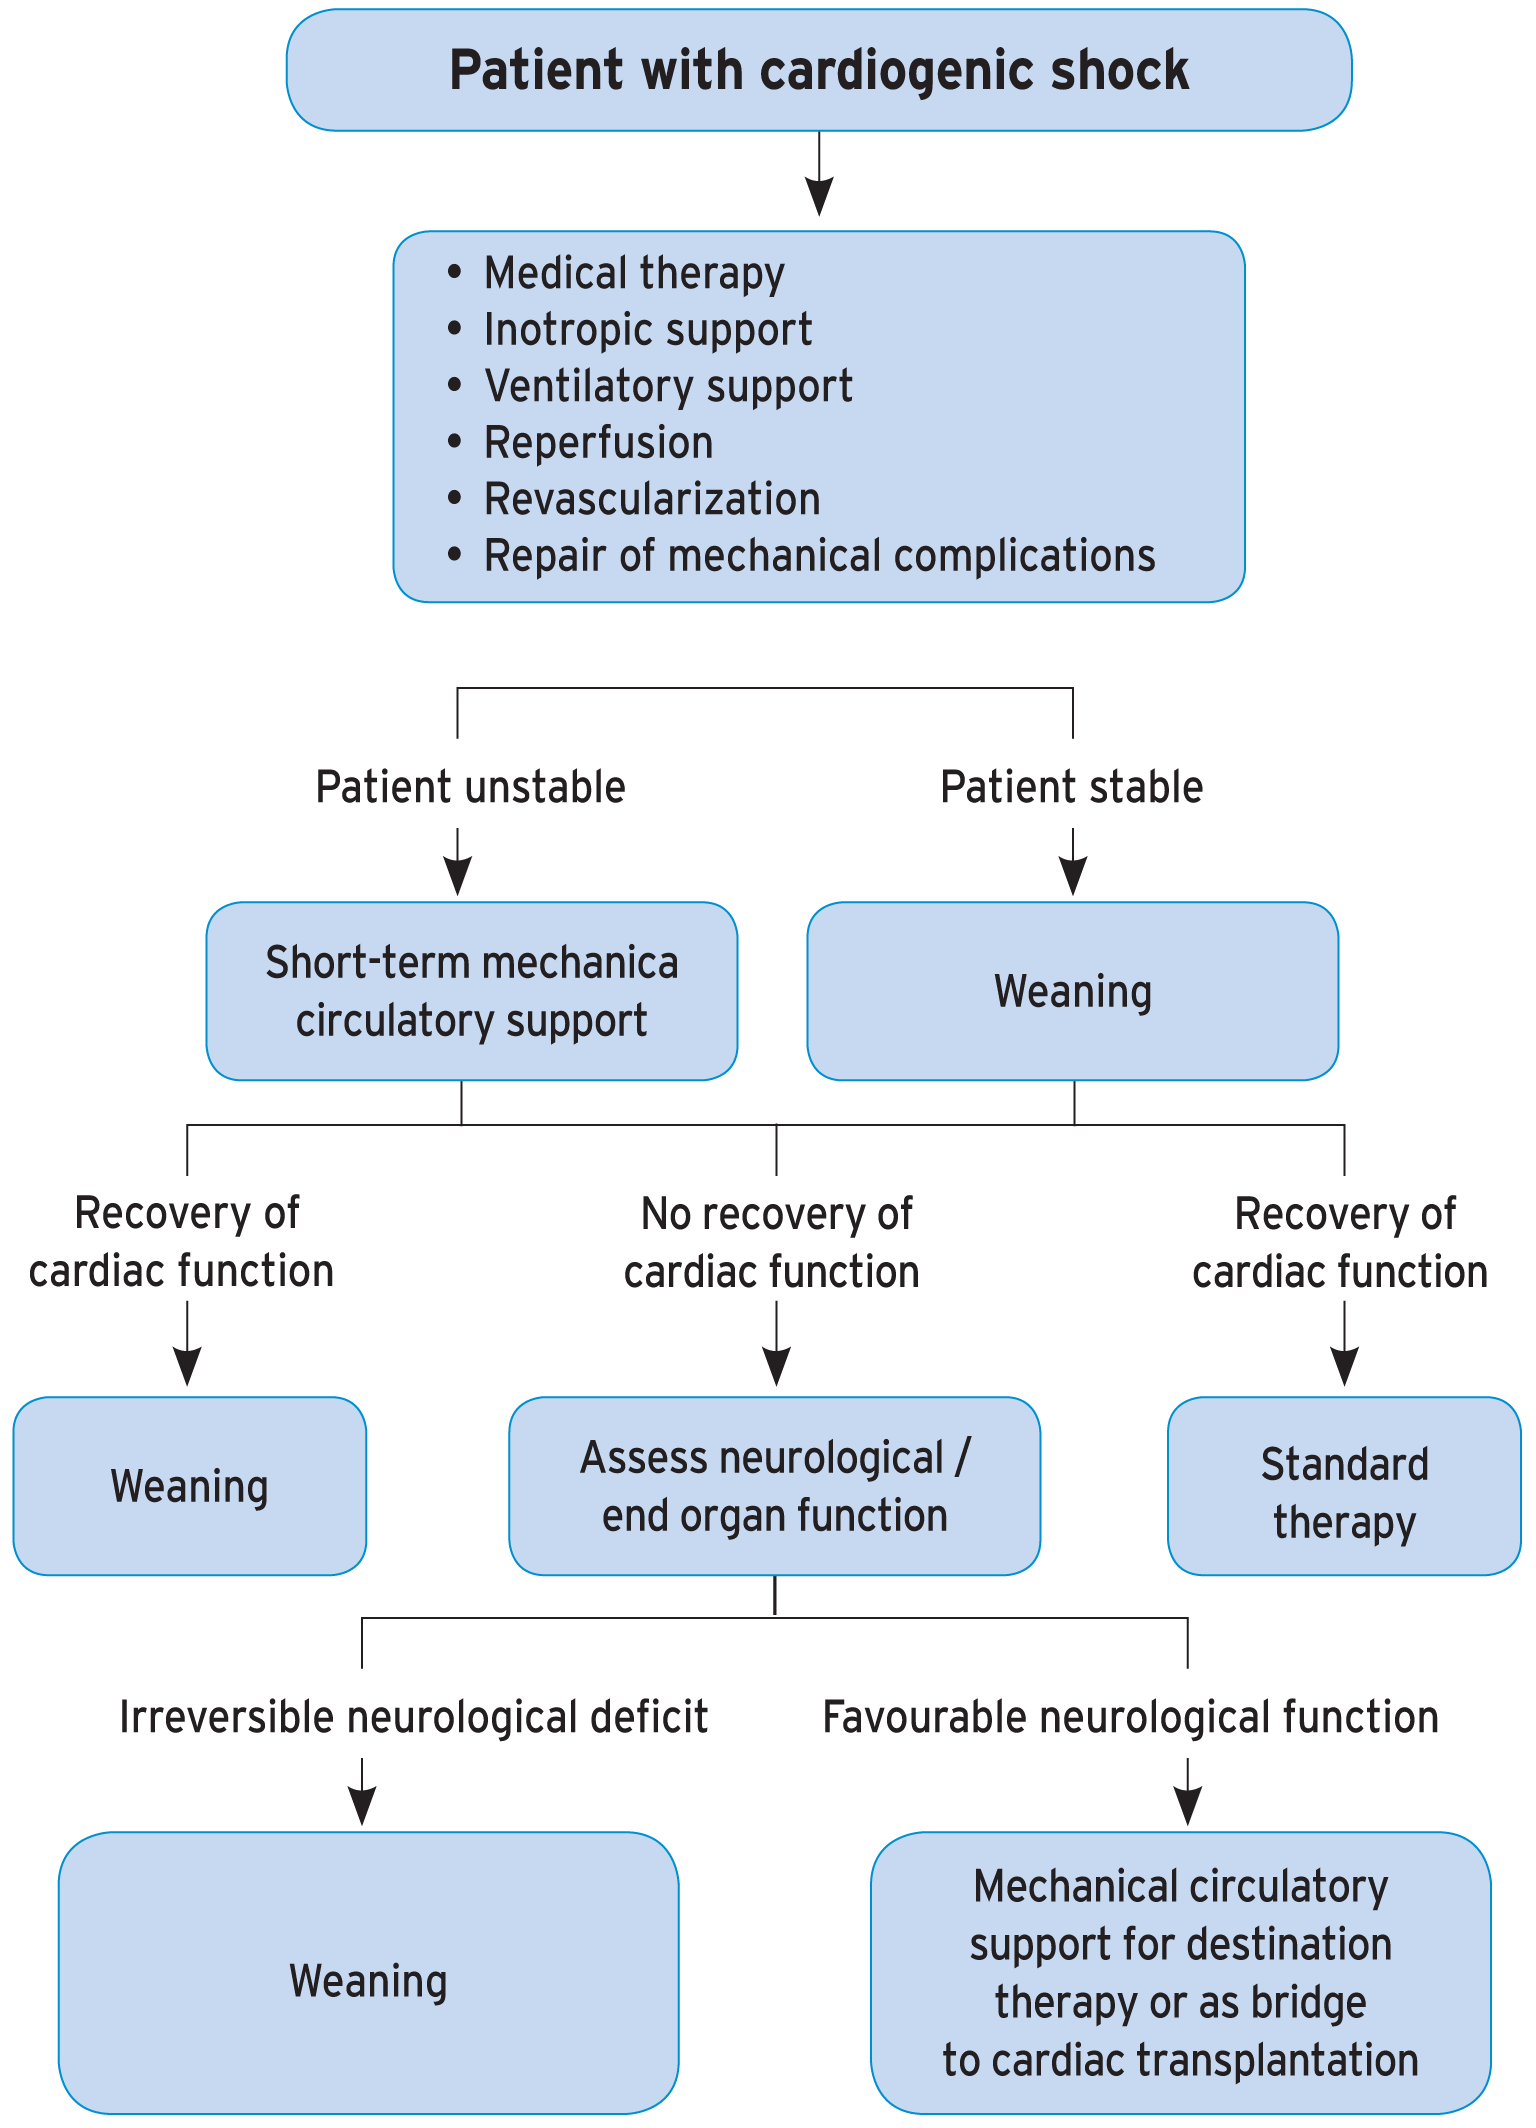 Patient with cardiogenic shock
• Medical therapy
• Inotropic support
• Ventilatory support
• Reperfusion
• Revascularization
• Repair of mechanical complications
Patient unstable
Patient stable
Short-term mechanica
circulatory support
Weaning
Recovery of
cardiac function
No recovery of
cardiac function
Recovery of
cardiac function
Weaning
Assess neurological /
end organ function
Standard
therapy
Irreversible neurological deficit
Favourable neurological function
Weaning
Mechanical circulatory
support for destination
therapy or as bridge
to cardiac transplantation